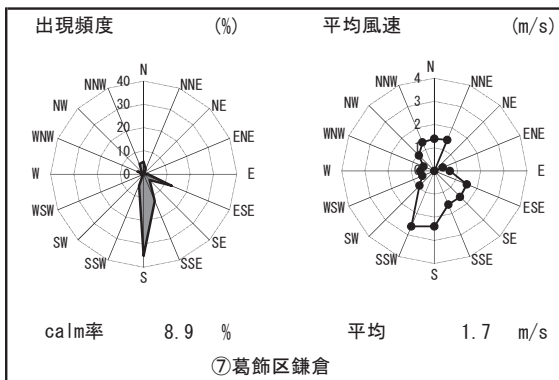 出現頻度 (%) 平均風速 (m/s)
N N
NNW NNE NNW NNE
NW NE NW NE
WNW ENE WNW ENE
W E W E
WSW ESE WSW ESE
SW SE SW SE
SSW SSE SSW SSE
S S
40 4
30 3
20 2
10 1
0 0
calm率 8.9 % 平均 1.7 m/s
⑦葛飾区鎌倉